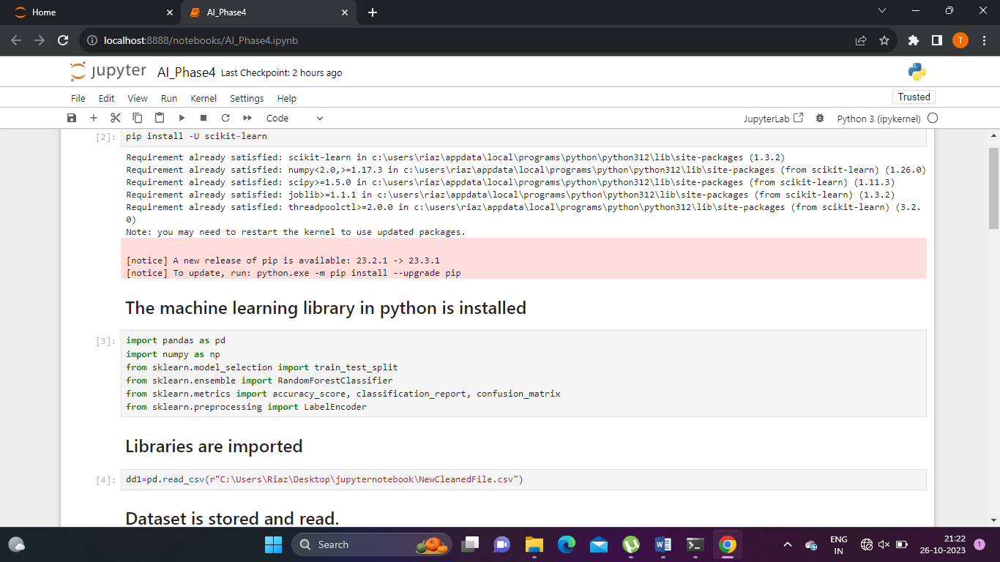 Home
AI_Phase4
localhost:8888/notebooks/AI_Phase4.ipynb
T
jupyter AI_Phase4 Last Checkpoint: 2 hours ago
File Edit View Run Kernel Settings Help
Trusted
Code
JupyterLab
Python 3 (ipykernel)
[2]: pip install -U scikit-learn
Requirement already satisfied: scikit-learn in c:\users\riaz\appdata\local\programs\python\python312\lib\site-packages (1.3.2)
Requirement already satisfied: numpy<2.0,>=1.17.3 in c:\users\riaz\appdata\local\programs\python\python312\lib\site-packages (from scikit-learn) (1.26.0)
Requirement already satisfied: scipy>=1.5.0 in c:\users\riaz\appdata\local\programs\python\python312\lib\site-packages (from scikit-learn) (1.11.3)
Requirement already satisfied: joblib>=1.1.1 in c:\users\riaz\appdata\local\programs\python\python312\lib\site-packages (from scikit-learn) (1.3.2)
Requirement already satisfied: threadpoolctl>=2.0.0 in c:\users\riaz\appdata\local\programs\python\python312\lib\site-packages (from scikit-learn) (3.2.
0)
Note: you may need to restart the kernel to use updated packages.
[notice] A new release of pip is available: 23.2.1 -> 23.3.1
[notice] To update, run: python.exe -m pip install --upgrade pip
The machine learning library in python is installed
[3]: import pandas as pd
import numpy as np
from sklearn.model_selection import train_test_split
from sklearn.ensemble import RandomForestClassifier
from sklearn.metrics import accuracy_score, classification_report, confusion_matrix
from sklearn.preprocessing import LabelEncoder
Libraries are imported
[4]: dd1=pd.read_csv(r"C:\Users\Riaz\Desktop\jupyternotebook\NewCleanedFile.csv")
Dataset is stored and read.
Search
ENG
IN
21:22
26-10-2023
1